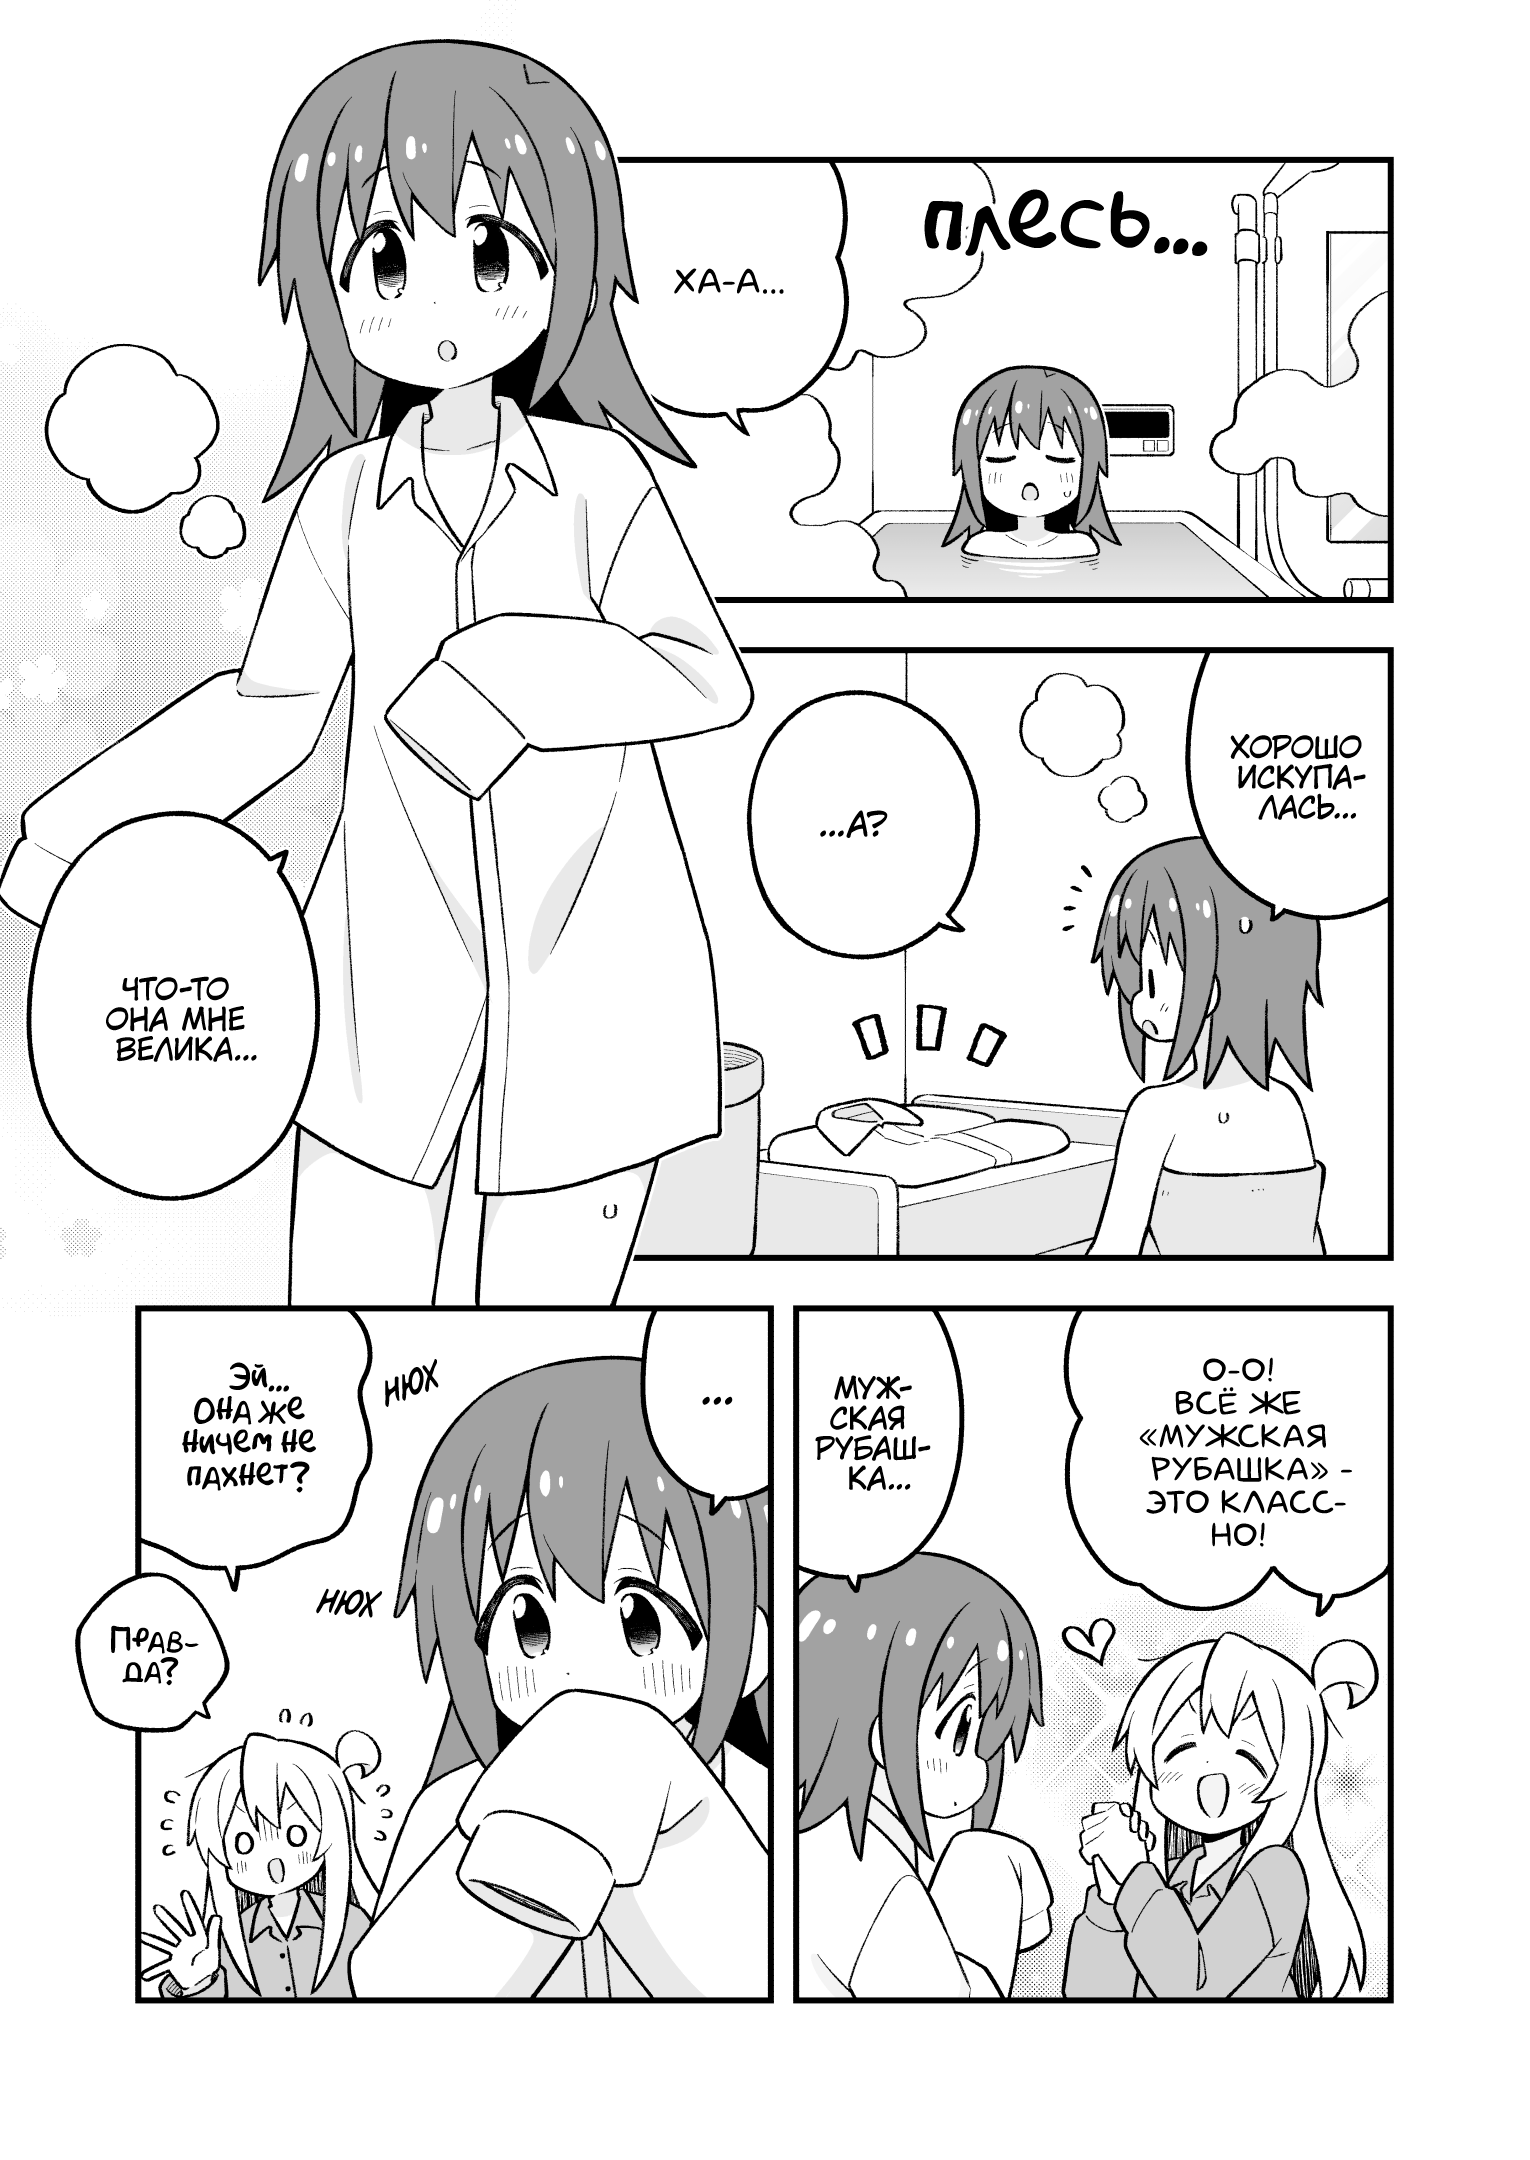 ПЛЕСЬ...
ХА-А...
ХОРОШО
ИСКУПА-
ЛАСЬ...
...А?
ЧТО-ТО
ОНА МНЕ
ВЕЛИКА...
О-О!
ВСЁ ЖЕ
«МУЖСКАЯ
РУБАШКА» -
ЭТО КЛАСС-
НО!
МУЖ-
СКАЯ
РУБАШ-
КА...
...
НЮХ
НЮХ
ЭЙ...
ОНА ЖЕ
НИЧЕМ НЕ
ПАХНЕТ?
ПРАВ-
ДА?